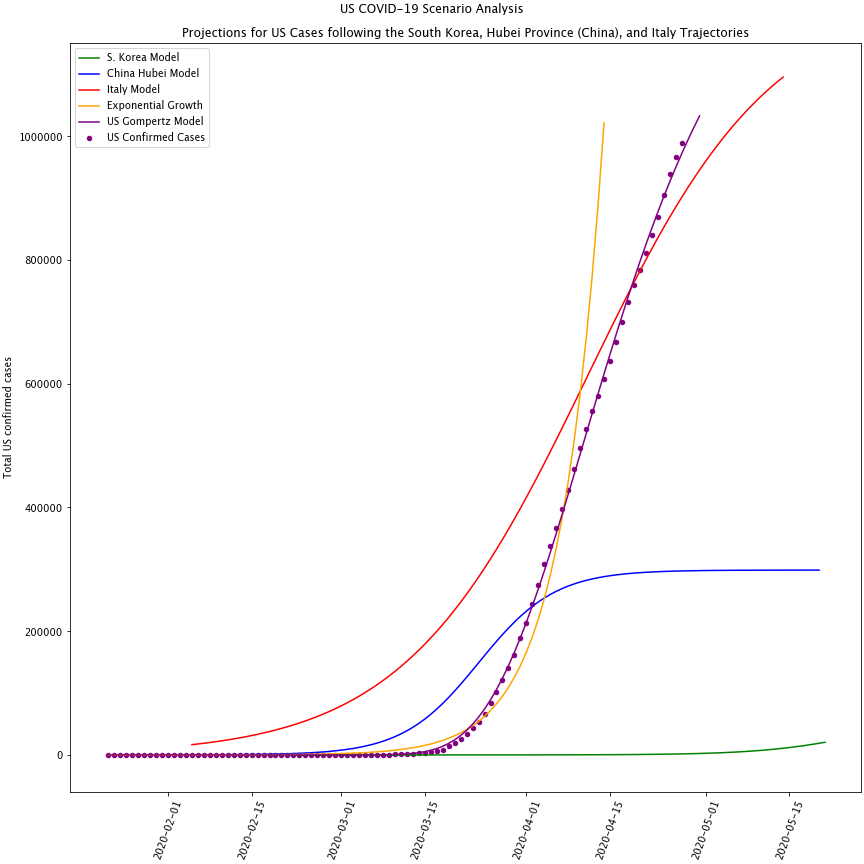 US COVID-19 Scenario Analysis
Projections for US Cases following the South Korea, Hubei Province (China), and Italy Trajectories
S. Korea Model
China Hubei Model
Italy Model
Exponential Growth
US Gompertz Model
US Confirmed Cases
Total US confirmed cases
1000000
800000
600000
400000
200000
0
2020-02-01
2020-02-15
2020-03-01
2020-03-15
2020-04-01
2020-04-15
2020-05-01
2020-05-15